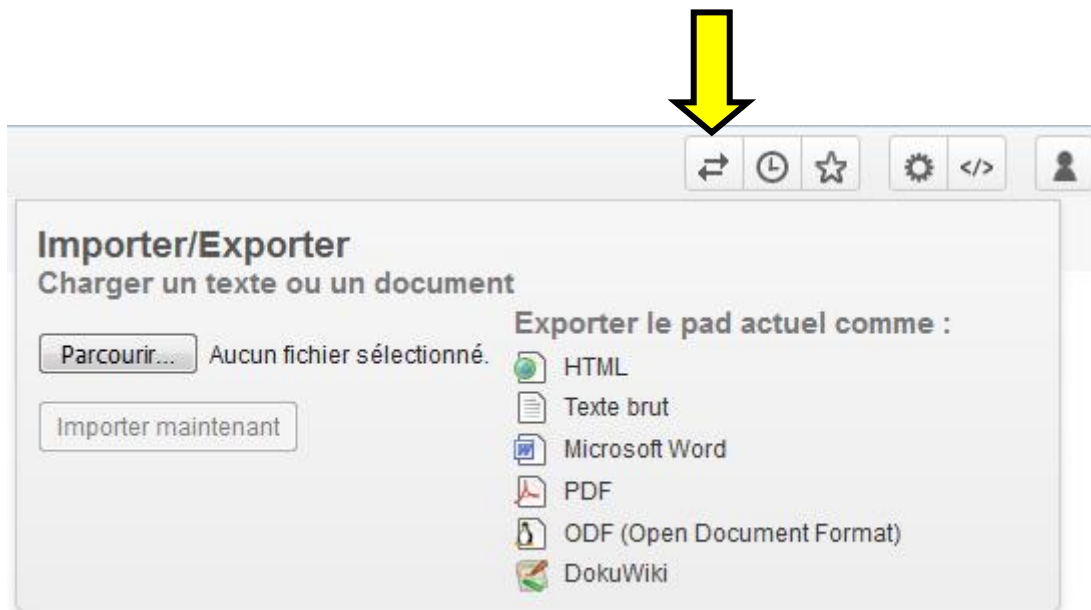 </>
Importer/Exporter
Charger un texte ou un document
Parcourir... Aucun fichier sélectionné.
Importer maintenant
Exporter le pad actuel comme :
HTML
Texte brut
Microsoft Word
PDF
ODF (Open Document Format)
DokuWiki